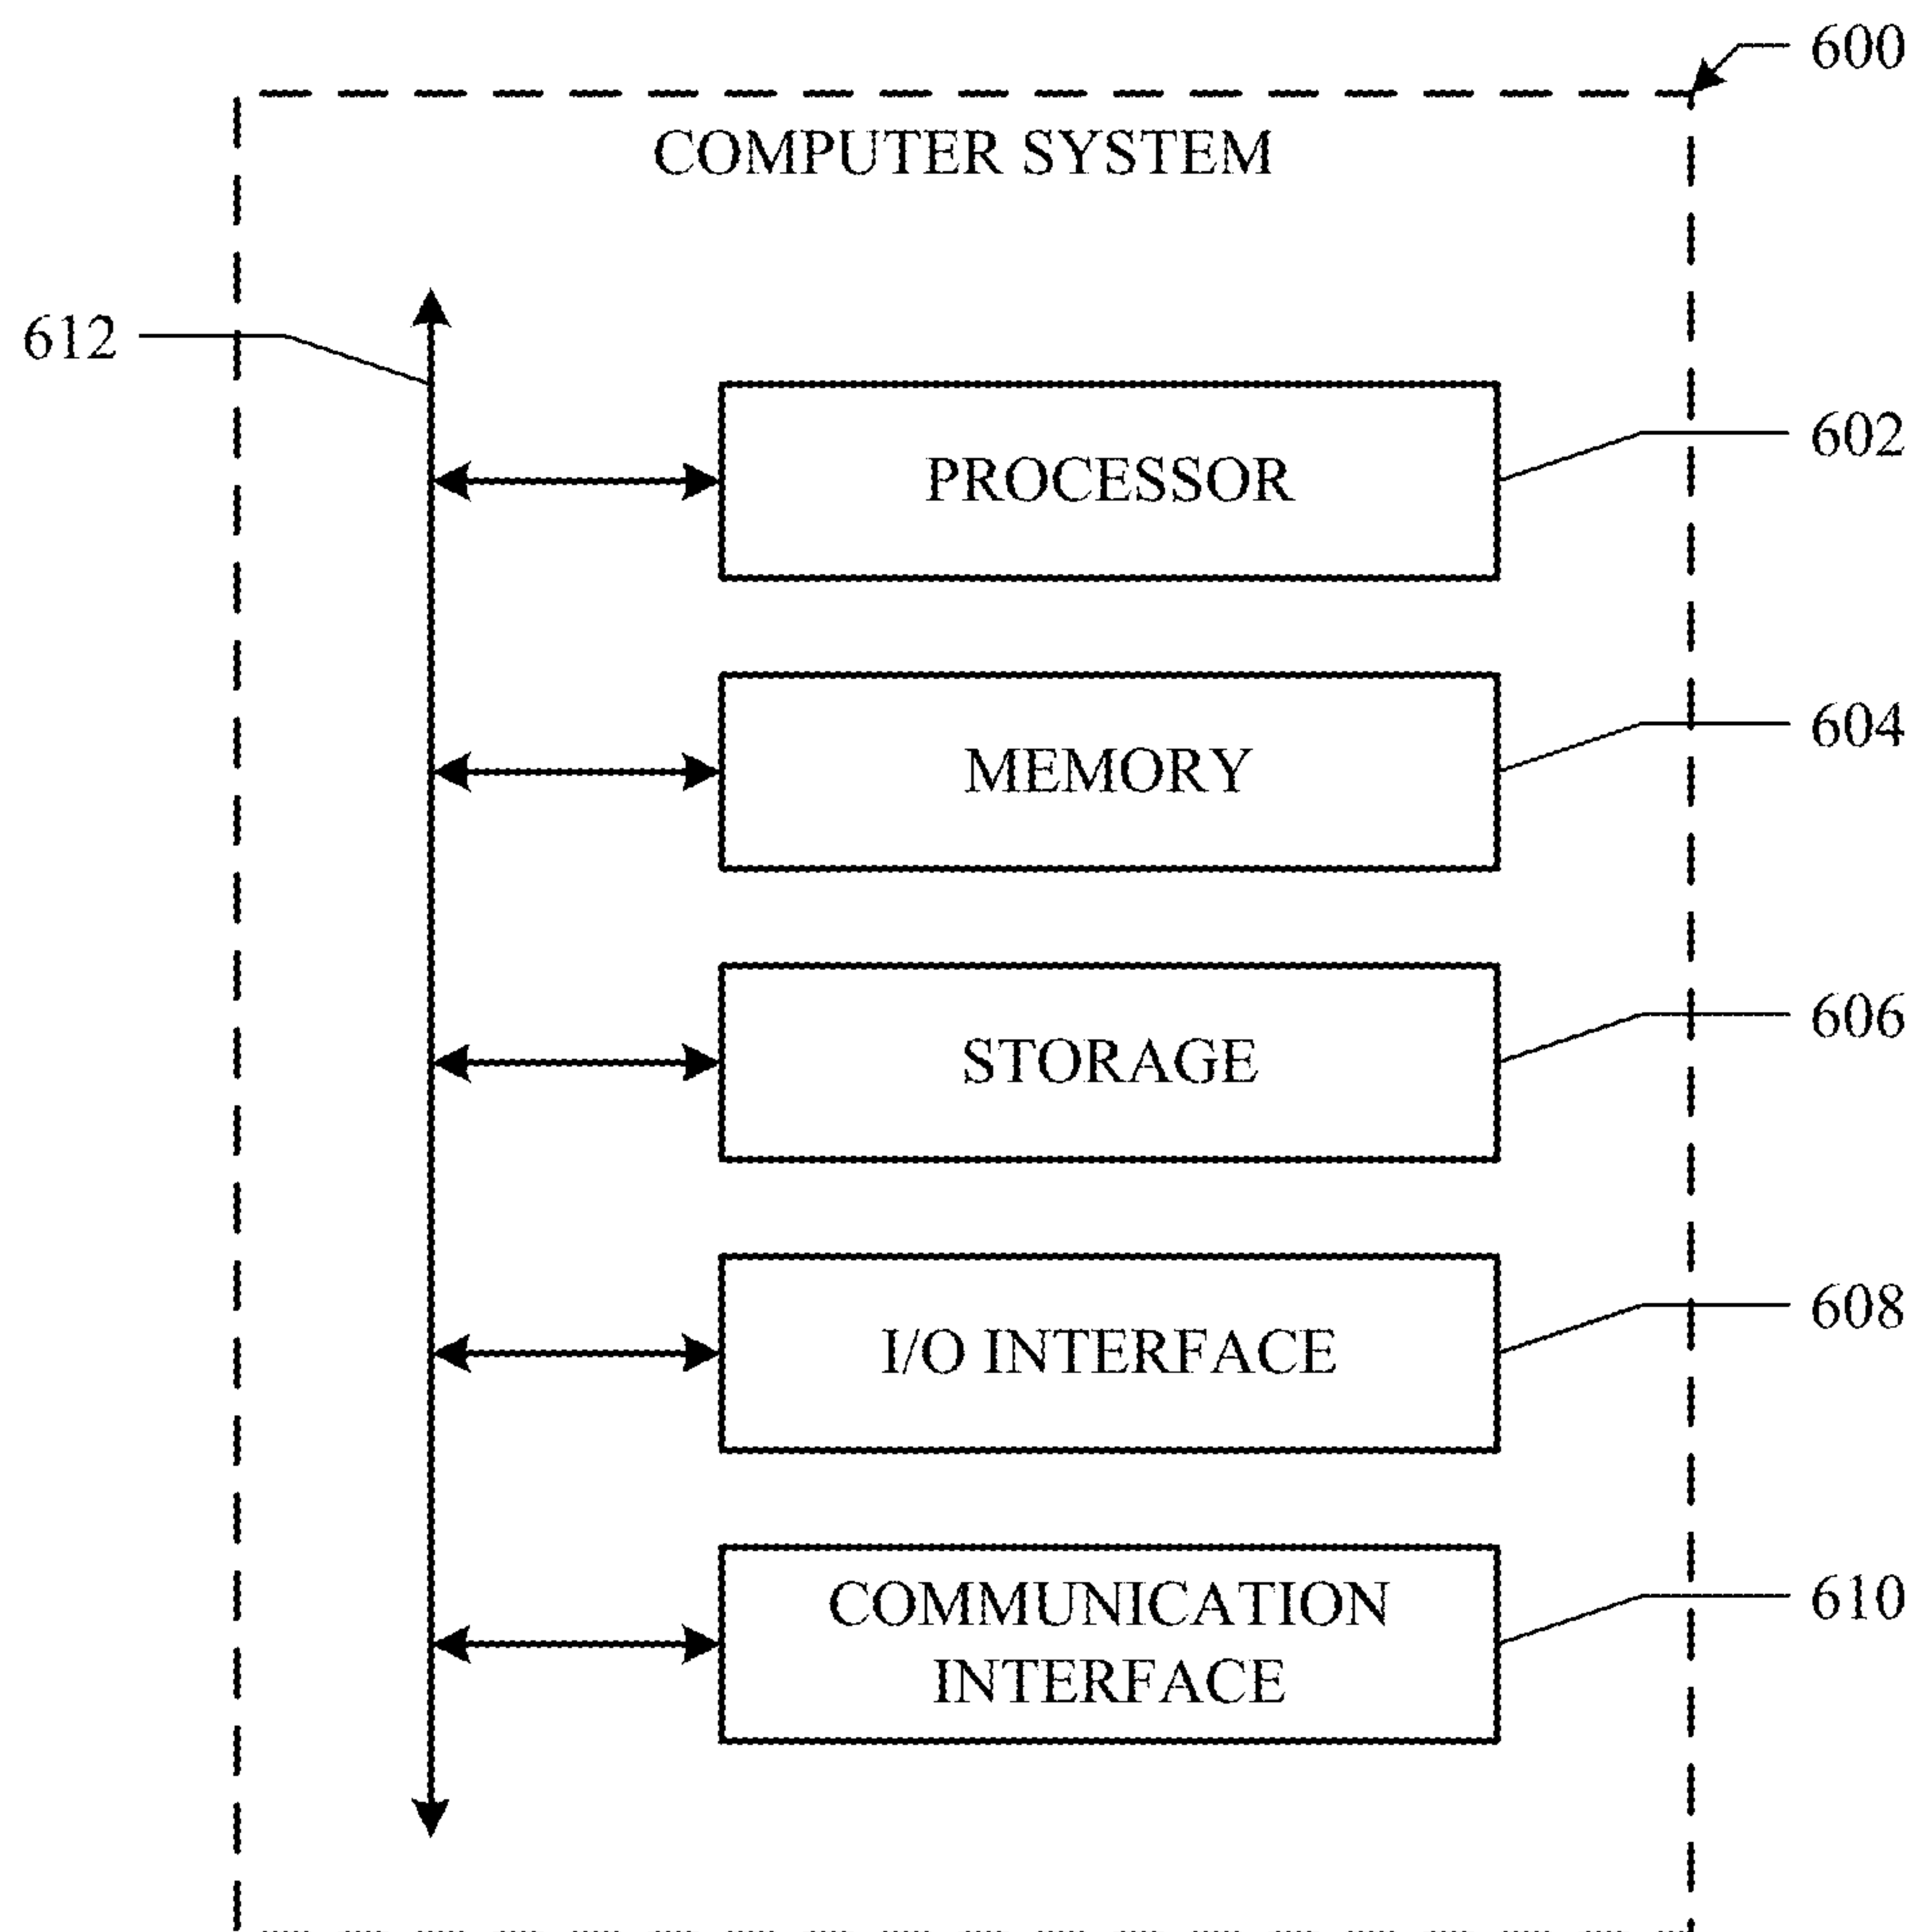 600
COMPUTER SYSTEM
612
PROCESSOR
602
MEMORY
604
STORAGE
606
I/O INTERFACE
608
COMMUNICATION
INTERFACE
610